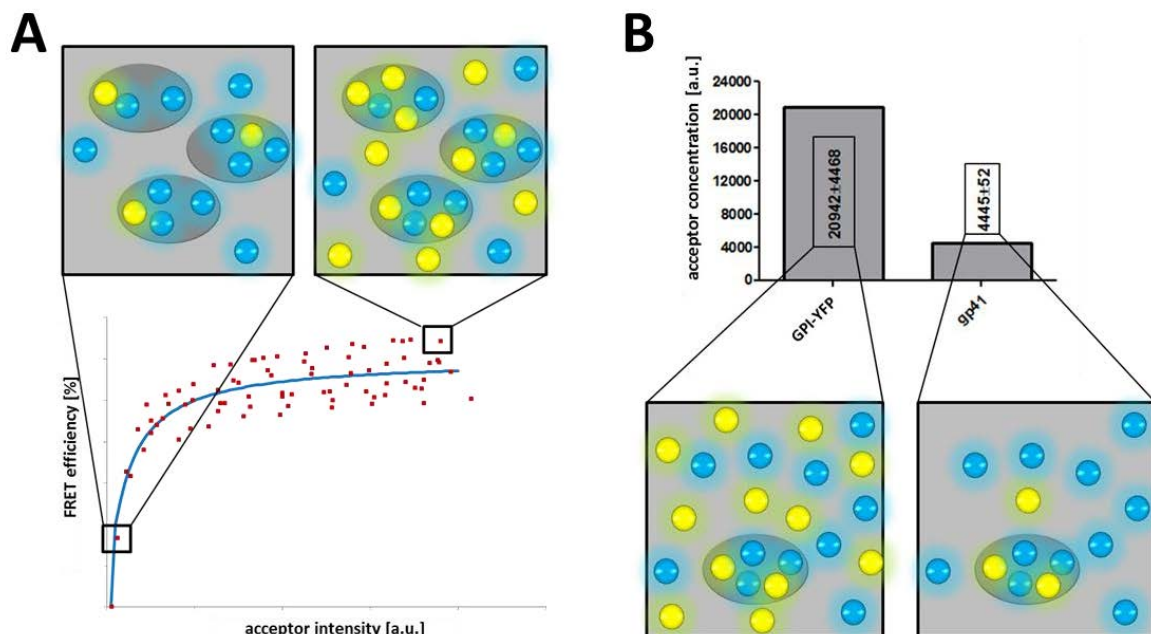 A
B
FRET efficiency [%]
acceptor intensity [a.u.]
acceptor concentration [a.u.]
24000
20000
16000
12000
8000
4000
0
20942±4468
4445±52
GPI-YFP
gp41